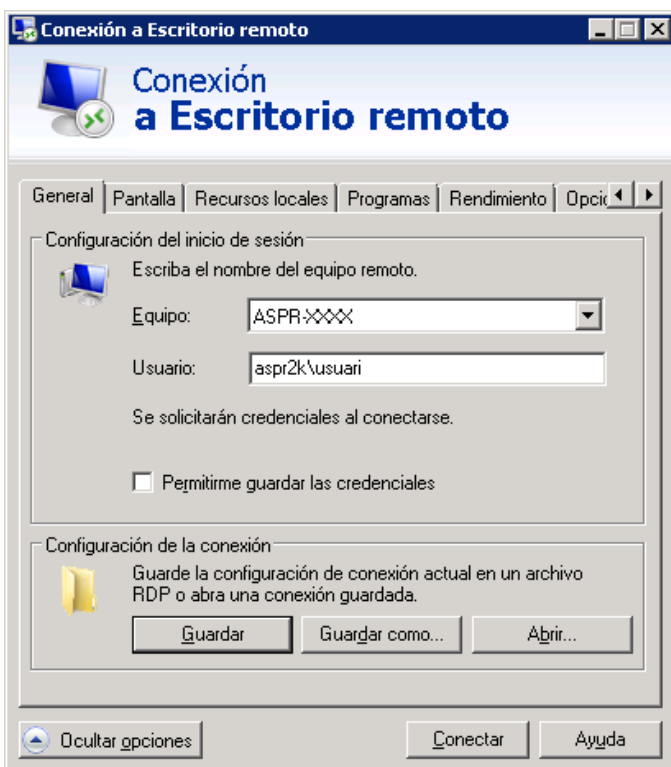 Conexión a Escritorio remoto
Conexión
a Escritorio remoto
General
Pantalla
Recursos locales
Programas
Rendimiento
Configuración del inicio de sesión
Escriba el nombre del equipo remoto.
Equipo:
ASPR-XXXX
Usuario:
aspr2k\usuari
Se solicitarán credenciales al conectarse.
Permitirme guardar las credenciales
Configuración de la conexión
Guarde la configuración de conexión actual en un archivo
RDP o abra una conexión guardada.
Guardar
Guardar como...
Abrir...
Ocultar opciones
Conectar
Ayuda